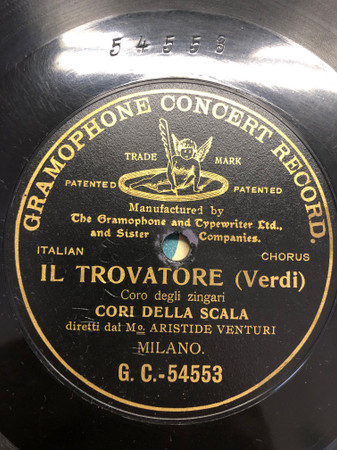 54553
GRAMOPHONE CONCERT RECORD.
TRADE MARK
PATENTED PATENTED
Manufactured by
The Gramophone and Typewriter Ltd.,
and Sister Companies.
ITALIAN CHORUS
IL TROVATORE (Verdi)
Coro degli zingari
CORI DELLA SCALA
diretti dal Mo. ARISTIDE VENTURI
MILANO.
G. C.-54553